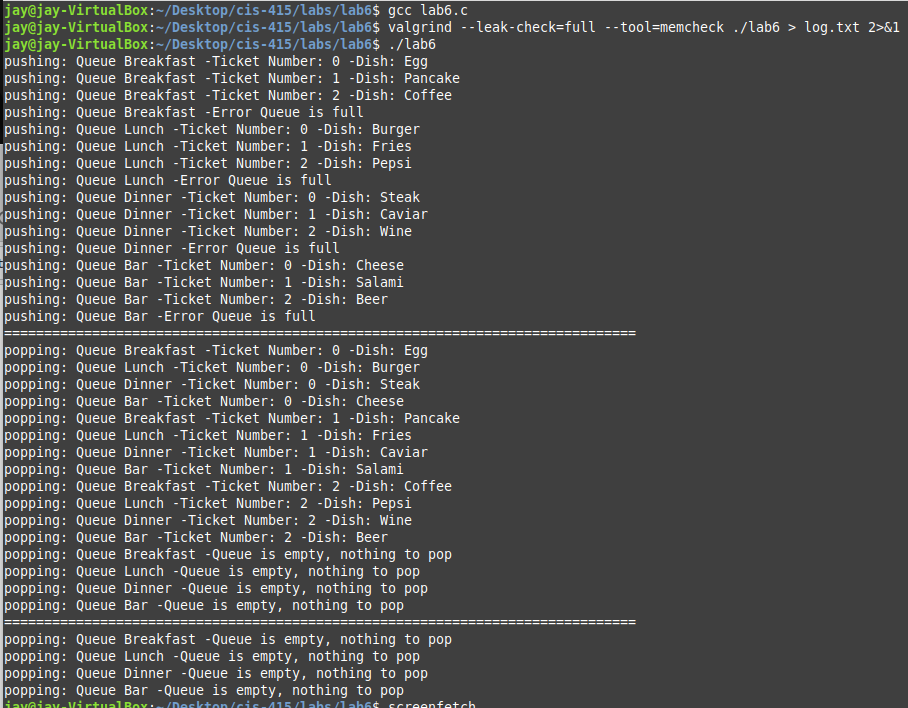 jay@jay-VirtualBox:~/Desktop/cis-415/labs/lab6$ gcc lab6.c
jay@jay-VirtualBox:~/Desktop/cis-415/labs/lab6$ valgrind --leak-check=full --tool=memcheck ./lab6 > log.txt 2>&1
jay@jay-VirtualBox:~/Desktop/cis-415/labs/lab6$ ./lab6
pushing: Queue Breakfast -Ticket Number: 0 -Dish: Egg
pushing: Queue Breakfast -Ticket Number: 1 -Dish: Pancake
pushing: Queue Breakfast -Ticket Number: 2 -Dish: Coffee
pushing: Queue Breakfast -Error Queue is full
pushing: Queue Lunch -Ticket Number: 0 -Dish: Burger
pushing: Queue Lunch -Ticket Number: 1 -Dish: Fries
pushing: Queue Lunch -Ticket Number: 2 -Dish: Pepsi
pushing: Queue Lunch -Error Queue is full
pushing: Queue Dinner -Ticket Number: 0 -Dish: Steak
pushing: Queue Dinner -Ticket Number: 1 -Dish: Caviar
pushing: Queue Dinner -Ticket Number: 2 -Dish: Wine
pushing: Queue Dinner -Error Queue is full
pushing: Queue Bar -Ticket Number: 0 -Dish: Cheese
pushing: Queue Bar -Ticket Number: 1 -Dish: Salami
pushing: Queue Bar -Ticket Number: 2 -Dish: Beer
pushing: Queue Bar -Error Queue is full
===============================================================================
popping: Queue Breakfast -Ticket Number: 0 -Dish: Egg
popping: Queue Lunch -Ticket Number: 0 -Dish: Burger
popping: Queue Dinner -Ticket Number: 0 -Dish: Steak
popping: Queue Bar -Ticket Number: 0 -Dish: Cheese
popping: Queue Breakfast -Ticket Number: 1 -Dish: Pancake
popping: Queue Lunch -Ticket Number: 1 -Dish: Fries
popping: Queue Dinner -Ticket Number: 1 -Dish: Caviar
popping: Queue Bar -Ticket Number: 1 -Dish: Salami
popping: Queue Breakfast -Ticket Number: 2 -Dish: Coffee
popping: Queue Lunch -Ticket Number: 2 -Dish: Pepsi
popping: Queue Dinner -Ticket Number: 2 -Dish: Wine
popping: Queue Bar -Ticket Number: 2 -Dish: Beer
popping: Queue Breakfast -Queue is empty, nothing to pop
popping: Queue Lunch -Queue is empty, nothing to pop
popping: Queue Dinner -Queue is empty, nothing to pop
popping: Queue Bar -Queue is empty, nothing to pop
===============================================================================
popping: Queue Breakfast -Queue is empty, nothing to pop
popping: Queue Lunch -Queue is empty, nothing to pop
popping: Queue Dinner -Queue is empty, nothing to pop
popping: Queue Bar -Queue is empty, nothing to pop
jay@jay-VirtualBox:~/Desktop/cis-415/labs/lab6$ screenfetch